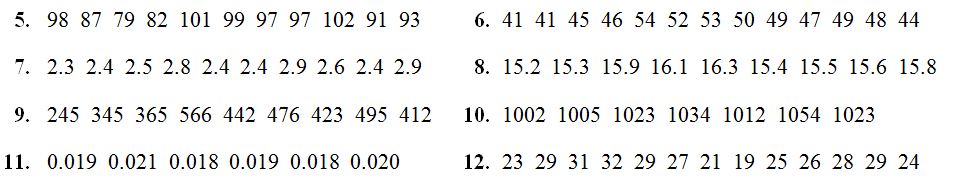 5. 98 87 79 82 101 99 97 97 102 91 93
6. 41 41 45 46 54 52 53 50 49 47 49 48 44
7. 2.3 2.4 2.5 2.8 2.4 2.4 2.9 2.6 2.4 2.9
8. 15.2 15.3 15.9 16.1 16.3 15.4 15.5 15.6 15.8
9. 245 345 365 566 442 476 423 495 412
10. 1002 1005 1023 1034 1012 1054 1023
11. 0.019 0.021 0.018 0.019 0.018 0.020
12. 23 29 31 32 29 27 21 19 25 26 28 29 24